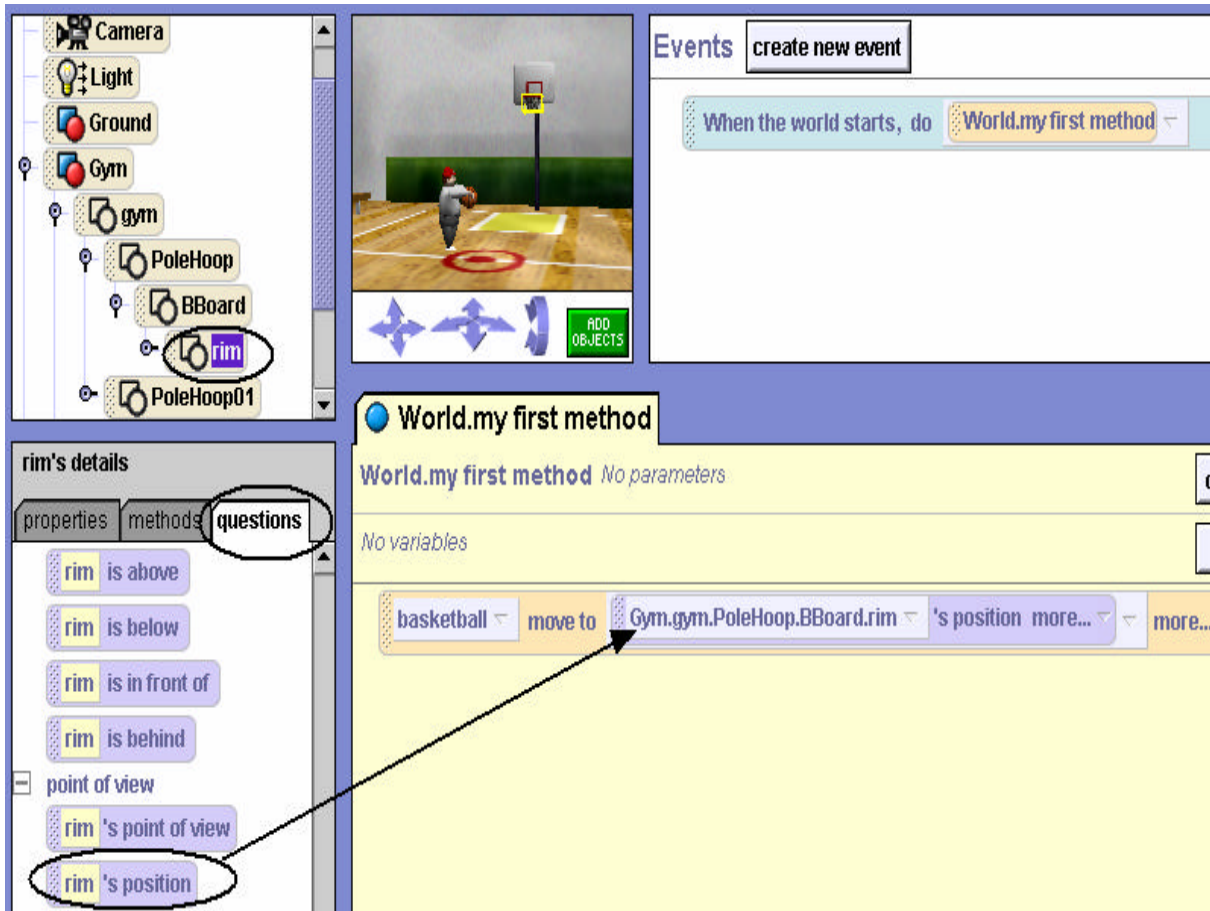 Camera
Light
Ground
Gym
gym
PoleHoop
BBoard
rim
PoleHoop01
ADD
OBJECTS
Events create new event
When the world starts, do World.my first method
rim's details
properties methods questions
rim is above
rim is below
rim is in front of
rim is behind
point of view
rim 's point of view
rim 's position
World.my first method
World.my first method No parameters
No variables
basketball move to Gym.gym.PoleHoop.BBoard.rim 's position more... more...